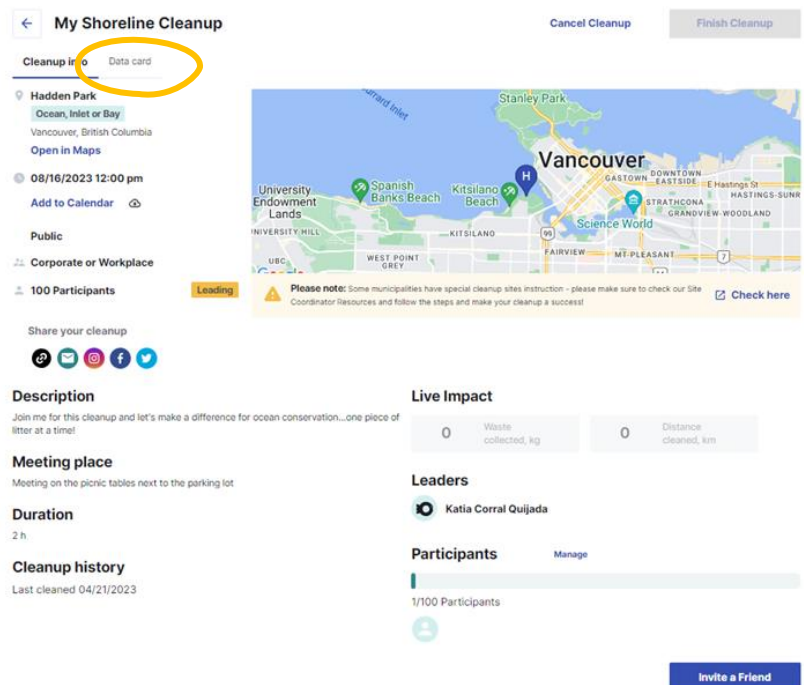 My Shoreline Cleanup
Cancel Cleanup
Finish Cleanup
Cleanup info
Data card
Hadden Park
Ocean, Inlet or Bay
Vancouver, British Columbia
Open in Maps
08/16/2023 12:00 pm
Add to Calendar
Public
Corporate or Workplace
100 Participants
Leading
Share your cleanup
Burrard Inlet
Stanley Park
Vancouver
GASTOWN
DOWNTOWN
EASTSIDE
E Hastings St
HASTINGS-SUNR
STRATHCONA
GRANDVIEW-WOODLAND
University
Endowment
Lands
Spanish
Banks Beach
Kitsilano
Beach
Science World
NIVERSITY HILL
KITSILANO
99
UBC
WEST POINT
GREY
FAIRVIEW
MT PLEASANT
7
Google
Please note: Some municipalities have special cleanup sites instruction - please make sure to check our Site
Coordinator Resources and follow the steps and make your cleanup a success!
Check here
Description
Join me for this cleanup and let's make a difference for ocean conservation...one piece of
litter at a time!
Meeting place
Meeting on the picnic tables next to the parking lot
Duration
2 h
Cleanup history
Last cleaned 04/21/2023
Live Impact
0
Waste
collected, kg
0
Distance
cleaned, km
Leaders
Katia Corral Quijada
Participants
Manage
1/100 Participants
Invite a Friend